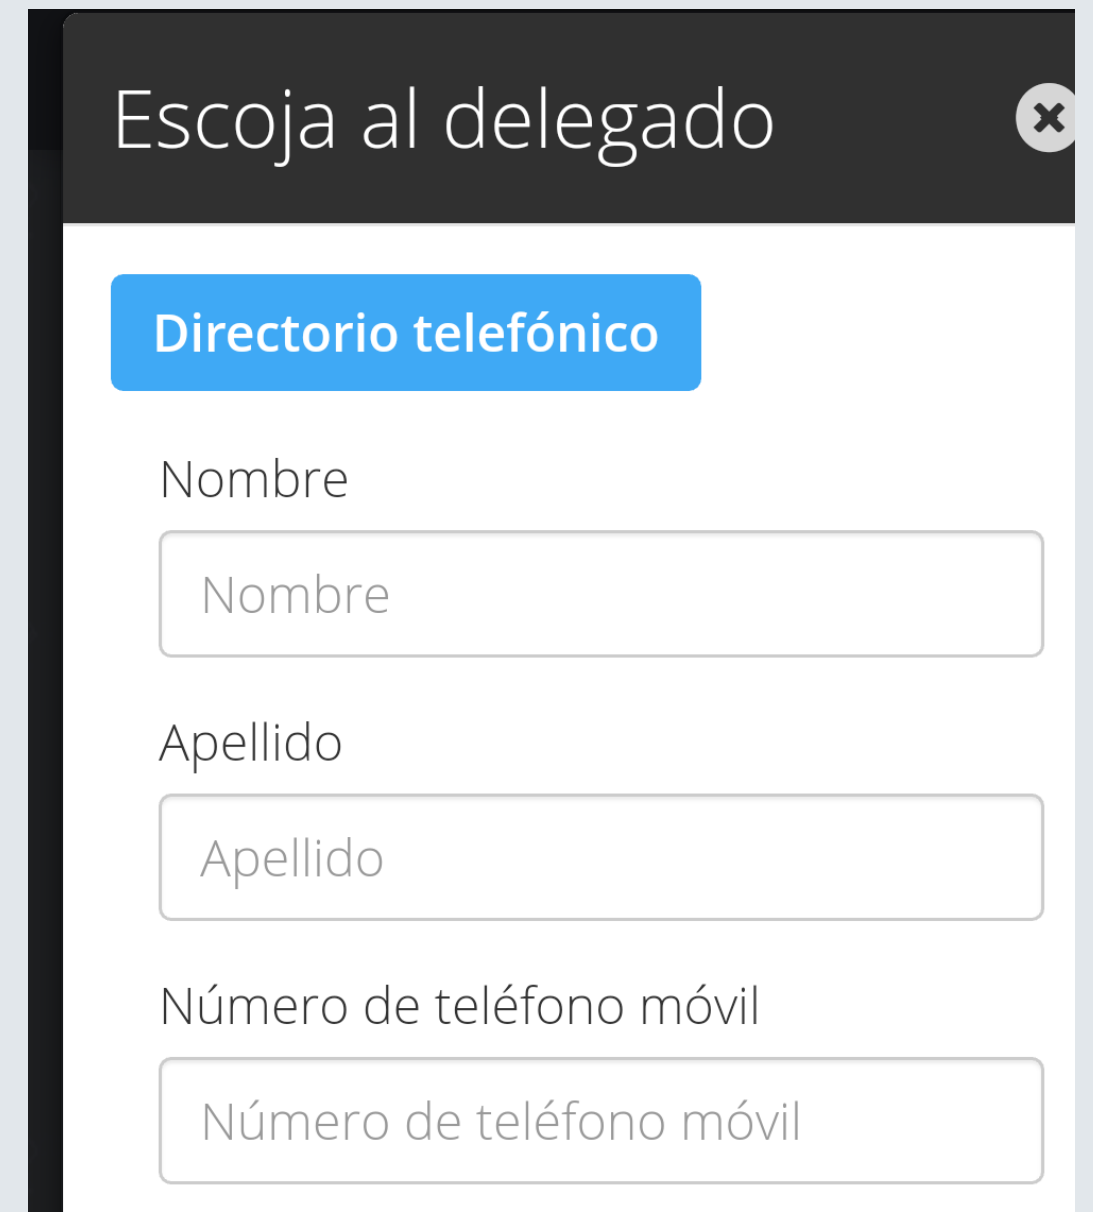 Escoja al delegado
Directorio telefónico
Nombre
Nombre
Apellido
Apellido
Número de teléfono móvil
Número de teléfono móvil